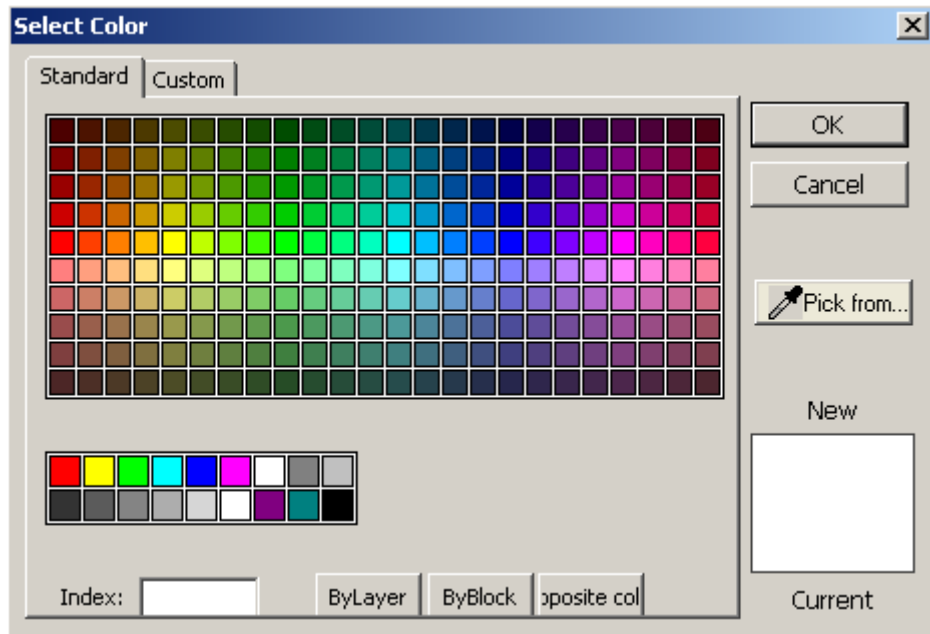 Select Color
Standard
Custom
OK
Cancel
Pick from...
New
Index:
ByLayer
ByBlock
pposite col
Current